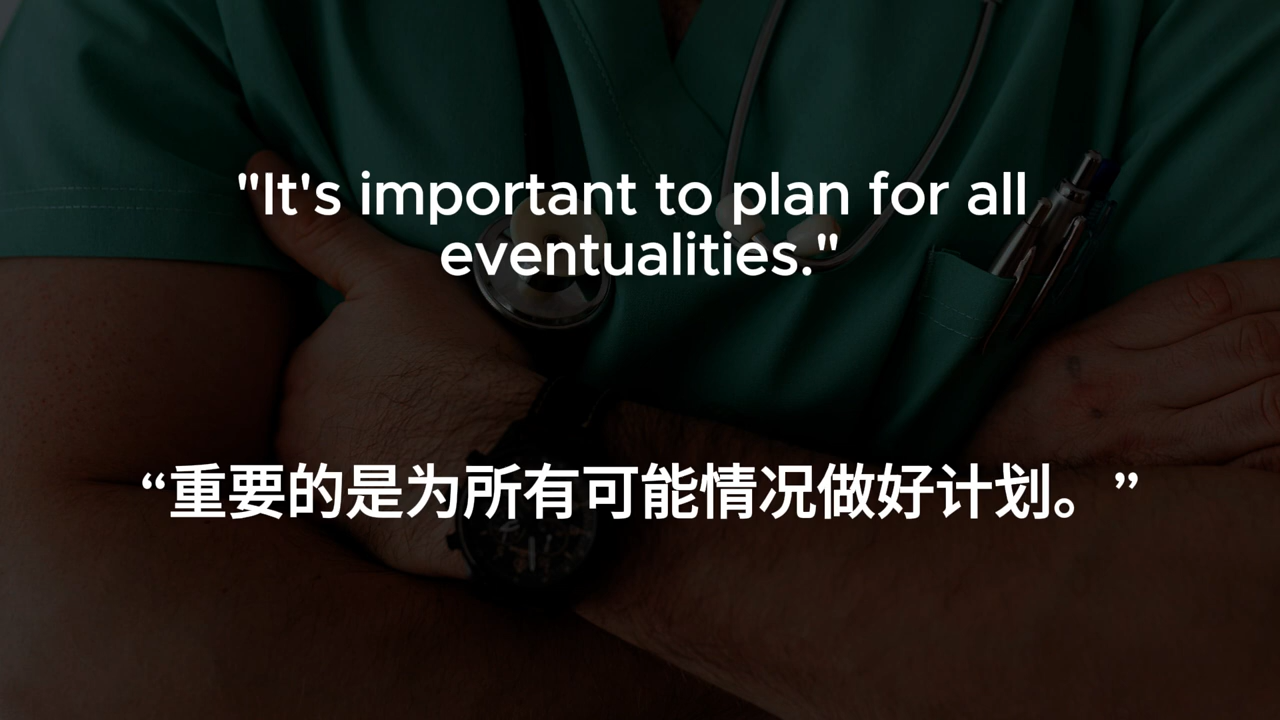 "It's important to plan for all
eventualities."
“重要的是为所有可能情况做好计划。”